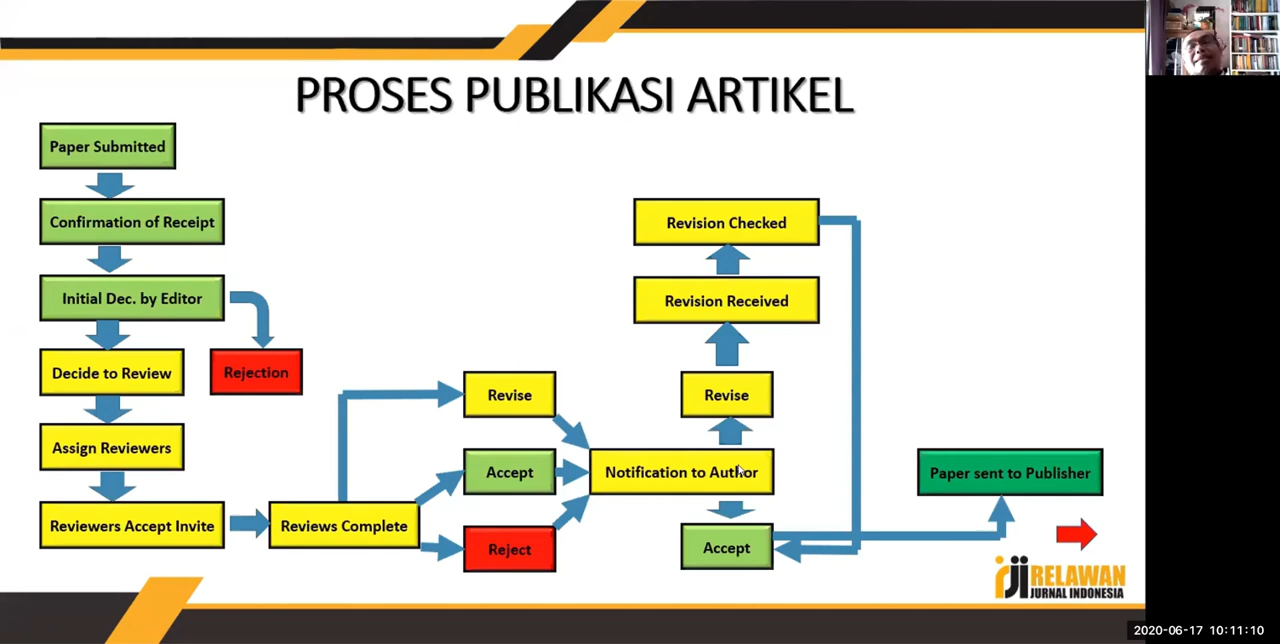 PROSES PUBLIKASI ARTIKEL
Paper Submitted
Confirmation of Receipt
Initial Dec. by Editor
Rejection
Decide to Review
Assign Reviewers
Reviewers Accept Invite
Reviews Complete
Revise
Accept
Reject
Notification to Author
Revise
Revision Received
Revision Checked
Accept
Paper sent to Publisher
rji RELAWAN
JURNAL INDONESIA
2020-06-17 10:11:10